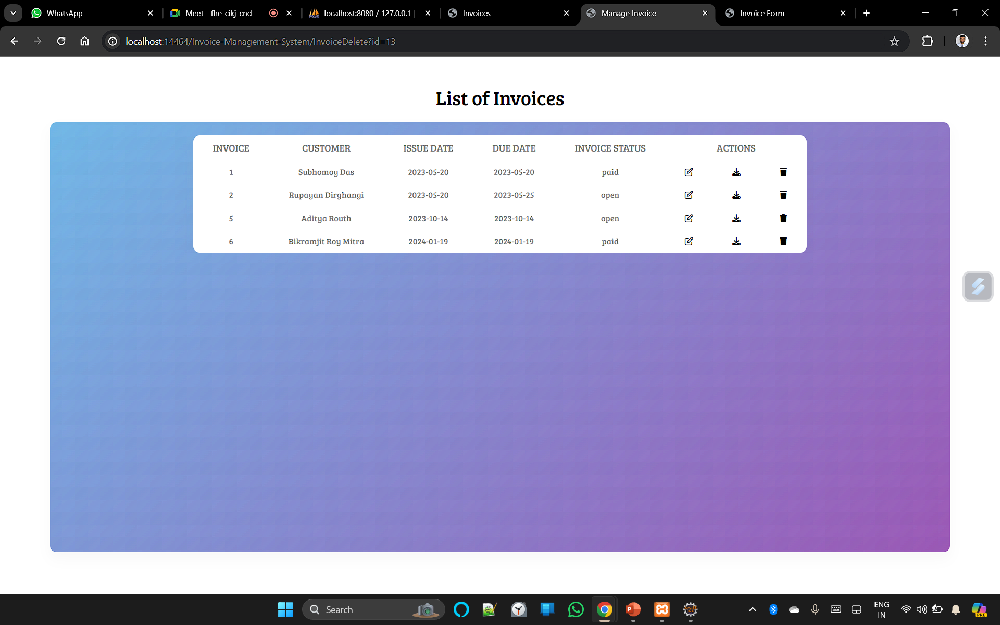 WhatsApp
Meet - fhe-cikj-cnd
localhost:8080 / 127.0.0.1
Invoices
Manage Invoice
Invoice Form
localhost:14464/Invoice-Management-System/InvoiceDelete?id=13
List of Invoices
INVOICE CUSTOMER ISSUE DATE DUE DATE INVOICE STATUS ACTIONS
1 Subhomoy Das 2023-05-20 2023-05-20 paid
2 Rupayan Dirghangi 2023-05-20 2023-05-25 open
5 Aditya Routh 2023-10-14 2023-10-14 open
6 Bikramjit Roy Mitra 2024-01-19 2024-01-19 paid
Search
ENG
IN
PRE